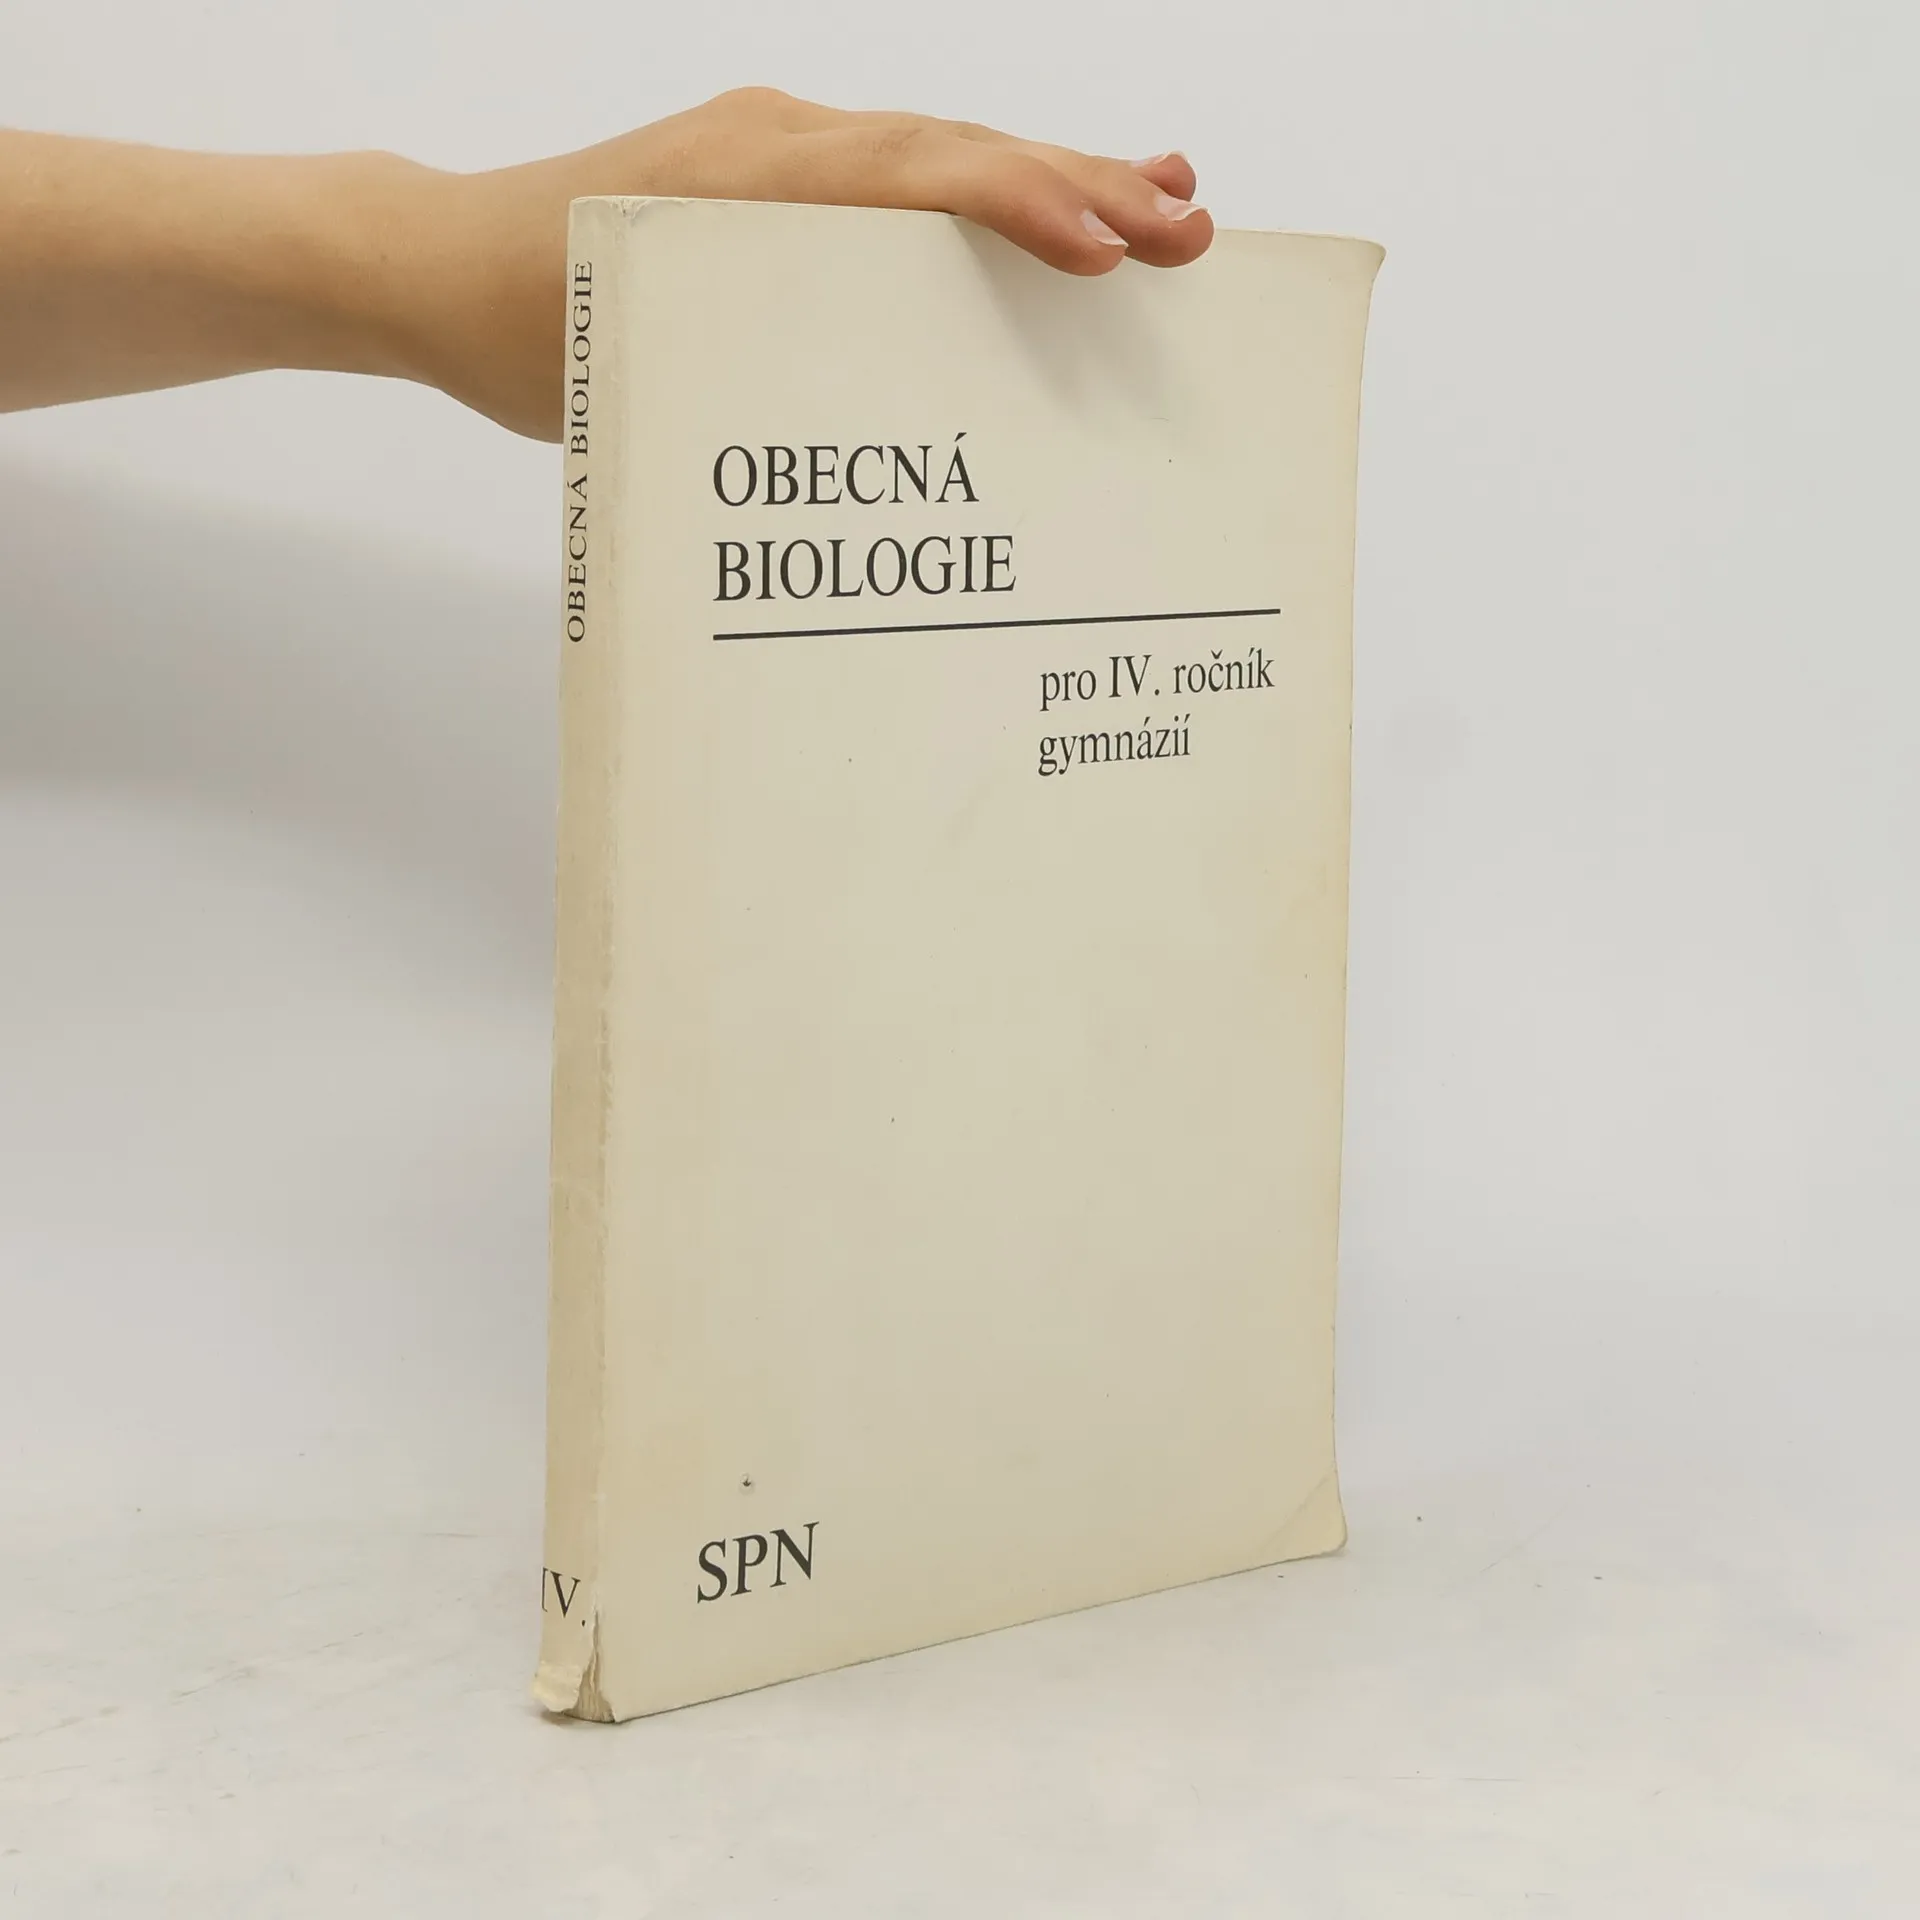 OBECNÁ BIOLOGIE
IV.
OBECNÁ
BIOLOGIE
pro IV. ročník
gymnázií
SPN